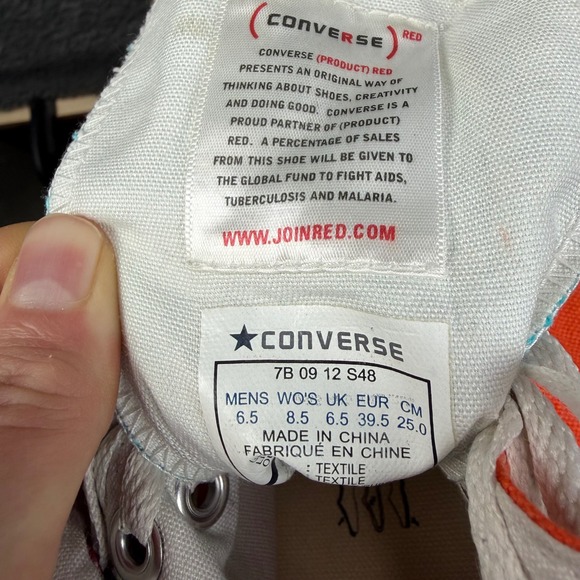 (CONVERSE) RED
CONVERSE (PRODUCT) RED
PRESENTS AN ORIGINAL WAY OF
THINKING ABOUT SHOES, CREATIVITY
AND DOING GOOD. CONVERSE IS A
PROUD PARTNER OF (PRODUCT)
RED. A PERCENTAGE OF SALES
FROM THIS SHOE WILL BE GIVEN TO
THE GLOBAL FUND TO FIGHT AIDS,
TUBERCULOSIS AND MALARIA.
WWW.JOINRED.COM
★CONVERSE
7B 09 12 S48
MENS WO'S UK EUR CM
6.5 8.5 6.5 39.5 25.0
MADE IN CHINA
FABRIQUÉ EN CHINE
: TEXTILE
: TEXTILE